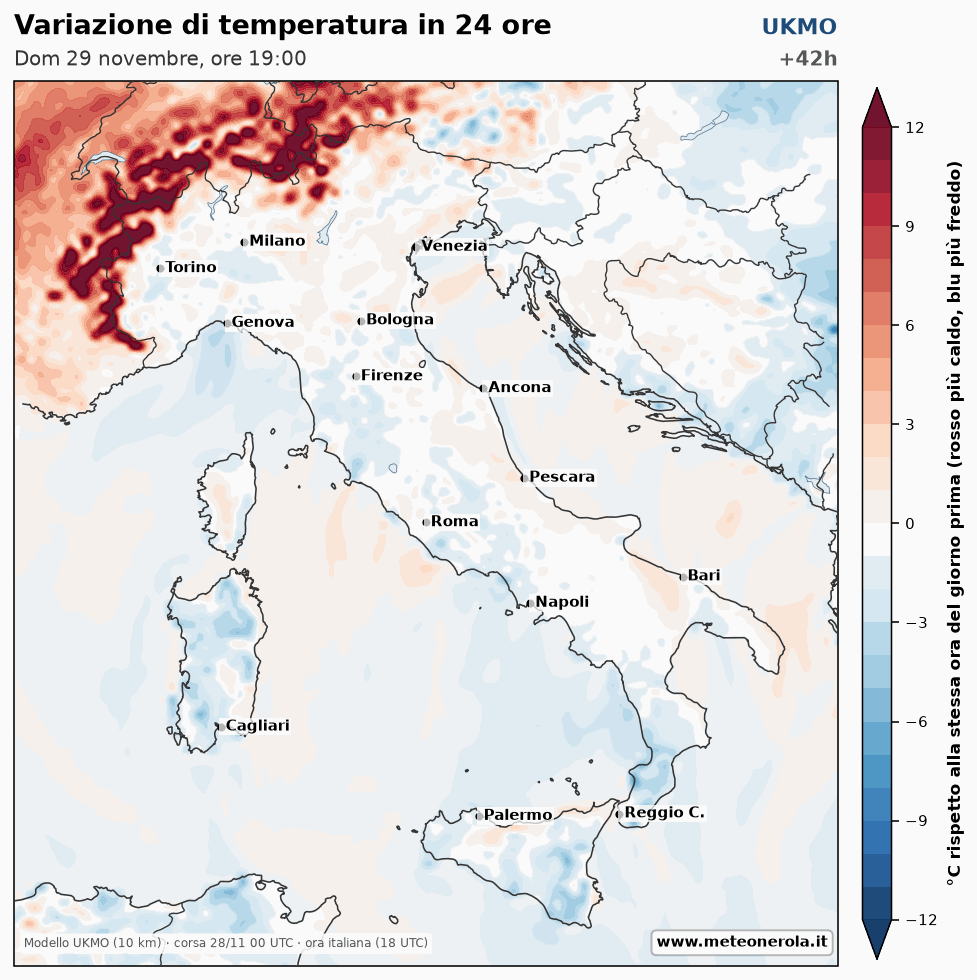 Variazione di temperatura in 24 ore
UKMO
Dom 29 novembre, ore 19:00
+42h
Milano
Venezia
Torino
Genova
Bologna
Firenze
Ancona
Pescara
Roma
Bari
Napoli
Cagliari
Palermo
Reggio C.
12
9
6
3
0
−3
−6
−9
−12
°C rispetto alla stessa ora del giorno prima (rosso più caldo, blu più freddo)
Modello UKMO (10 km) · corsa 28/11 00 UTC · ora italiana (18 UTC)
www.meteonerola.it